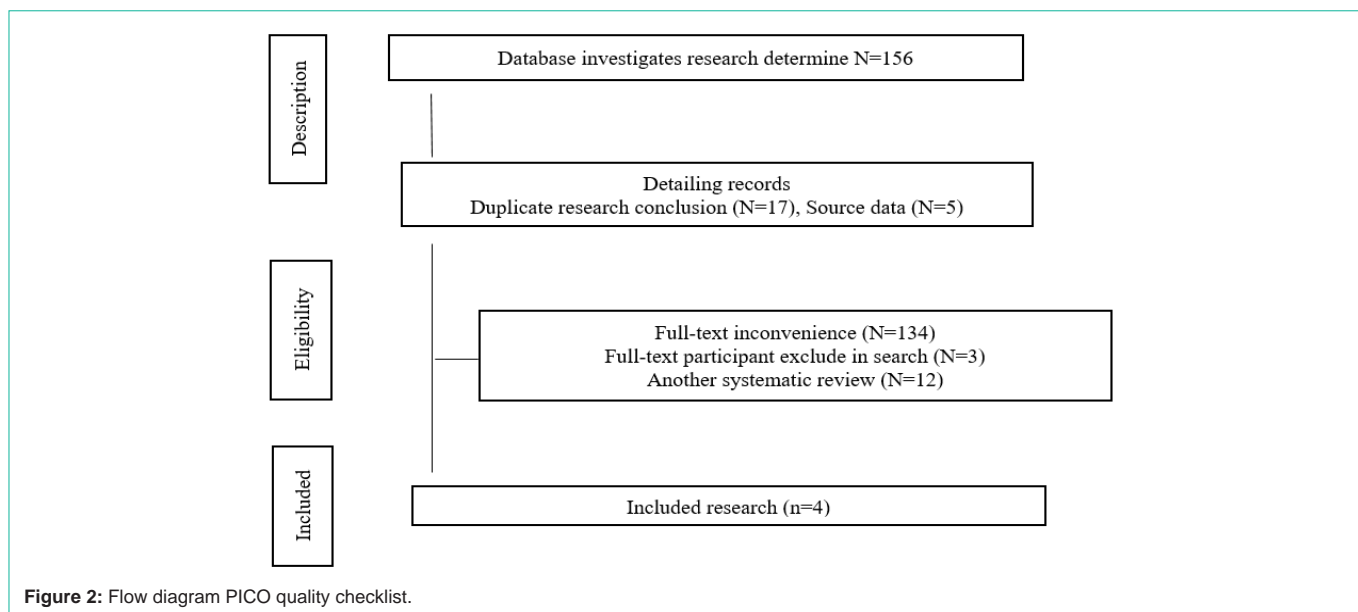 Description
Database investigates research determine N=156
Detailing records
Duplicate research conclusion (N=17), Source data (N=5)
Eligibility
Full-text inconvenience (N=134)
Full-text participant exclude in search (N=3)
Another systematic review (N=12)
Included
Included research (n=4)
Figure 2: Flow diagram PICO quality checklist.